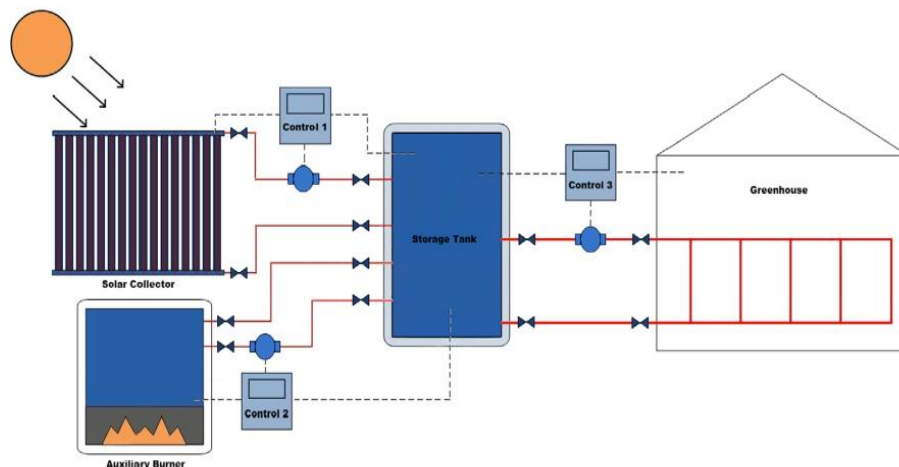 Control 1
Control 3
Greenhouse
Storage Tank
Solar Collector
Control 2
Auxiliary Burner